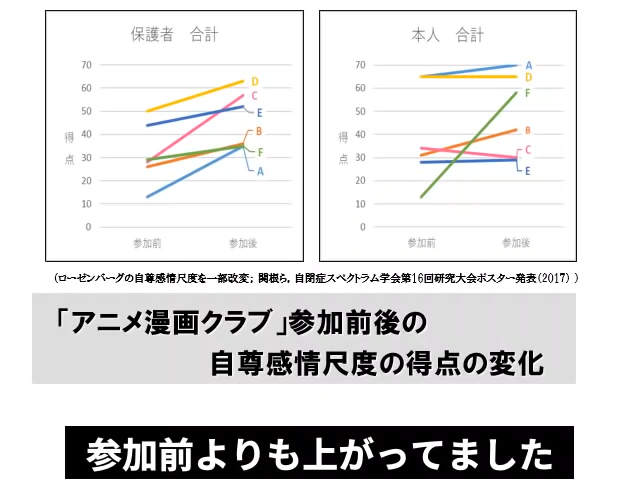 保護者 合計
70
60
50
40
30
20
10
0
得点
参加前 参加後
D
C
E
B
F
A
本人 合計
70
60
50
40
30
20
10
0
得点
参加前 参加後
A
D
F
B
C
E
(ローゼンバーグの自尊感情尺度を一部改変; 関根ら, 自閉症スペクトラム学会第16回研究大会ポスター発表(2017) )
「アニメ漫画クラブ」参加前後の
自尊感情尺度の得点の変化
参加前よりも上がってました